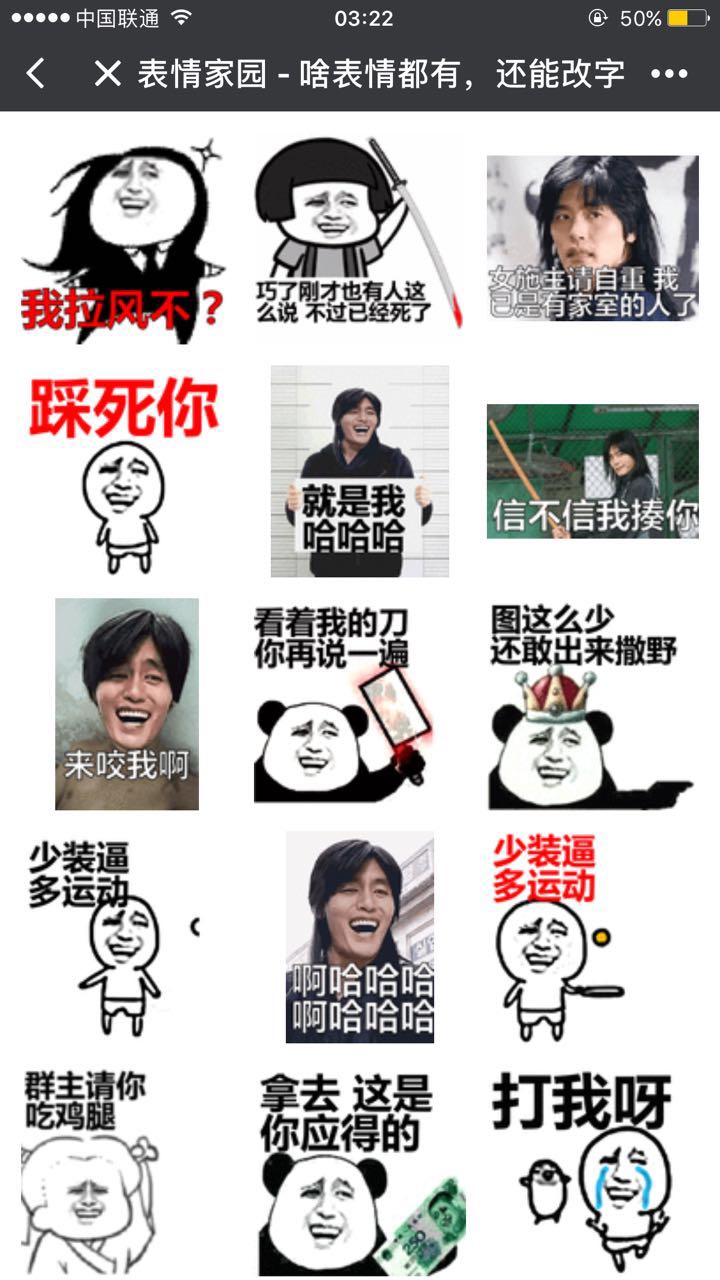 中国联通
03:22
50%
表情家园 - 啥表情都有，还能改字
我拉风不？
巧了刚才也有人这
么说 不过已经死了
女施主请自重 我
已是有家室的人了
踩死你
就是我
哈哈哈
信不信我揍你
来咬我啊
看着我的刀
你再说一遍
图这么少
还敢出来撒野
少装逼
多运动
啊哈哈哈
啊哈哈哈
少装逼
多运动
群主请你
吃鸡腿
拿去 这是
你应得的
250
打我呀